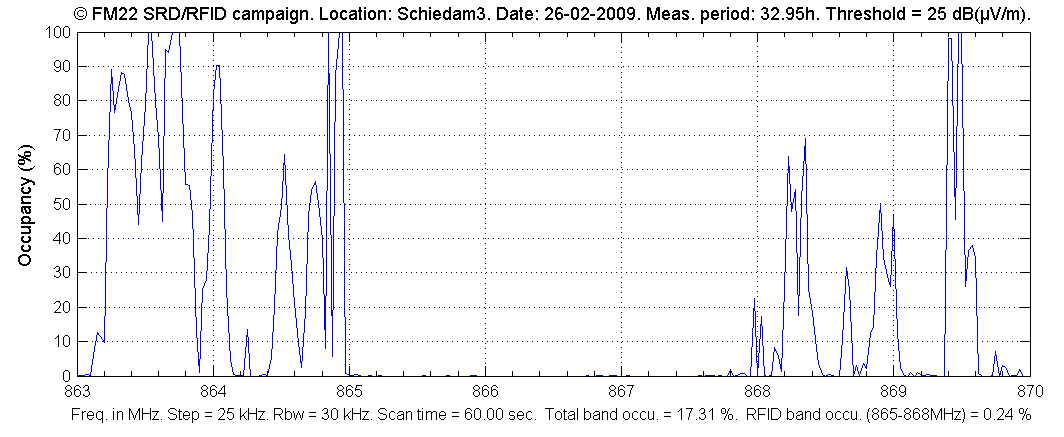 © FM22 SRD/RFID campaign. Location: Schiedam3. Date: 26-02-2009. Meas. period: 32.95h. Threshold = 25 dB(µV/m).
100
90
80
70
60
50
40
30
20
10
0
Occupancy (%)
863 864 865 866 867 868 869 870
Freq. in MHz. Step = 25 kHz. Rbw = 30 kHz. Scan time = 60.00 sec. Total band occu. = 17.31 %. RFID band occu. (865-868MHz) = 0.24 %